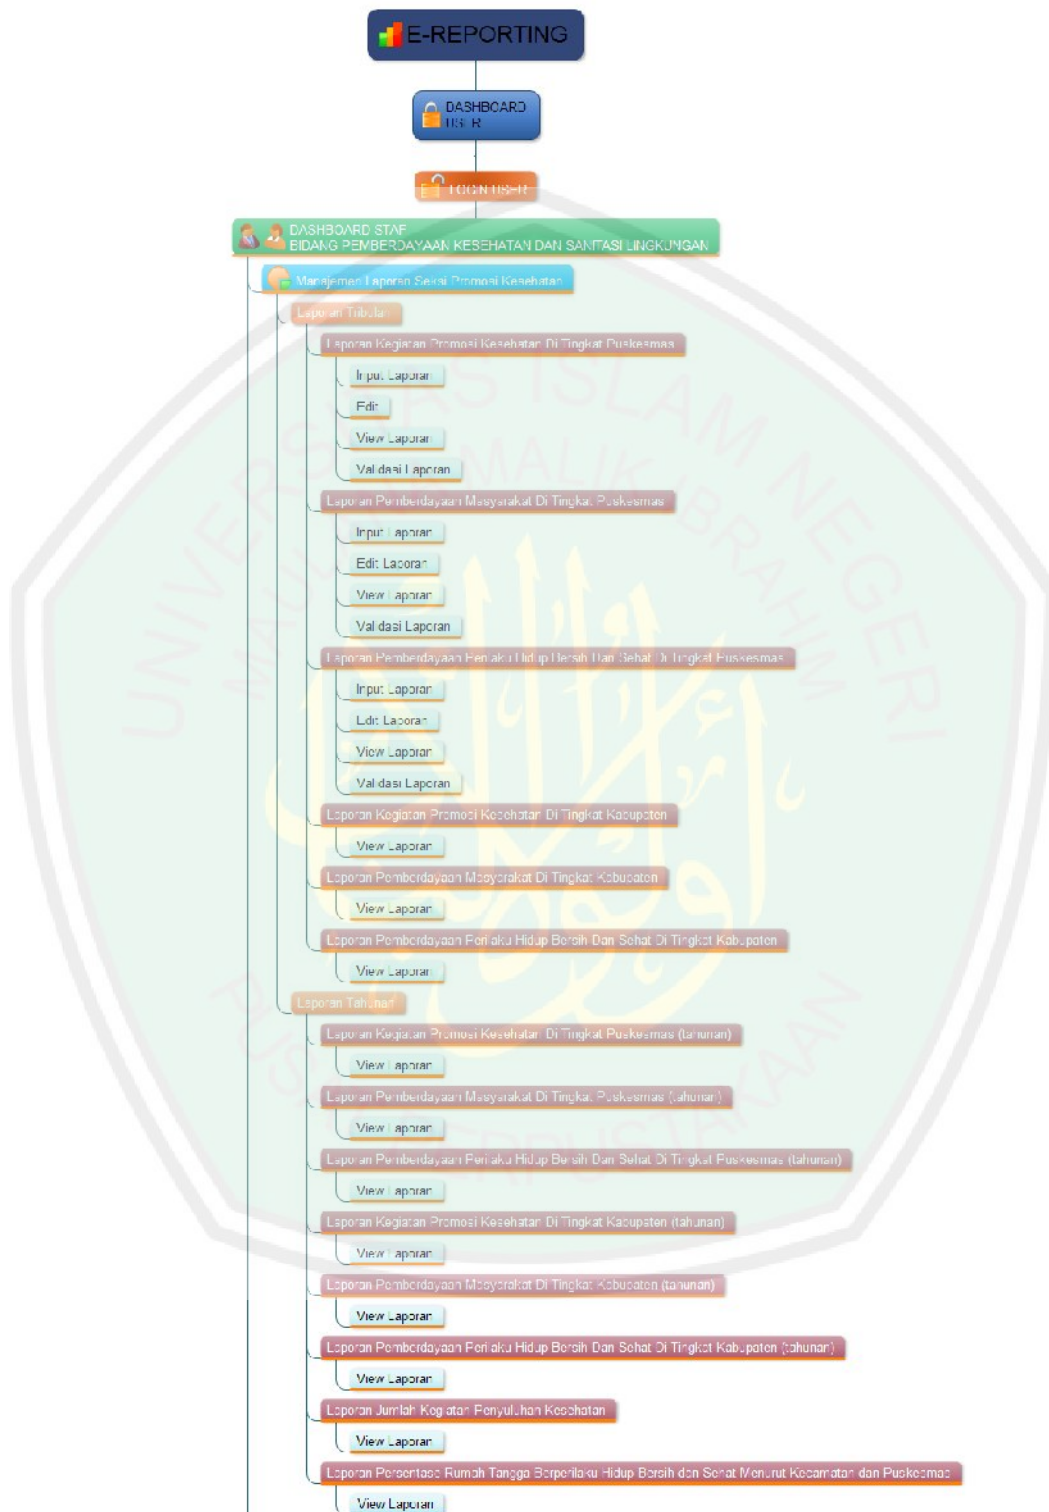 E-REPORTING
DASHBOARD
USER
LOGIN USER
DASHBOARD STAF
BIDANG PEMBERDAYAAN KESEHATAN DAN SANITASI LINGKUNGAN
Manajemen Laporan Seksi Promosi Kesehatan
Laporan Tribulan
Laporan Kegiatan Promosi Kesehatan Di Tingkat Puskesmas
Input Laporan
Edit
View Laporan
Validasi Laporan
Laporan Pemberdayaan Masyarakat Di Tingkat Puskesmas
Input Laporan
Edit Laporan
View Laporan
Validasi Laporan
Laporan Pemberdayaan Perilaku Hidup Bersih Dan Sehat Di Tingkat Puskesmas
Input Laporan
Edit Laporan
View Laporan
Validasi Laporan
Laporan Kegiatan Promosi Kesehatan Di Tingkat Kabupaten
View Laporan
Laporan Pemberdayaan Masyarakat Di Tingkat Kabupaten
View Laporan
Laporan Pemberdayaan Perilaku Hidup Bersih Dan Sehat Di Tingkat Kabupaten
View Laporan
Laporan Tahunan
Laporan Kegiatan Promosi Kesehatan Di Tingkat Puskesmas (tahunan)
View Laporan
Laporan Pemberdayaan Masyarakat Di Tingkat Puskesmas (tahunan)
View Laporan
Laporan Pemberdayaan Perilaku Hidup Bersih Dan Sehat Di Tingkat Puskesmas (tahunan)
View Laporan
Laporan Kegiatan Promosi Kesehatan Di Tingkat Kabupaten (tahunan)
View Laporan
Laporan Pemberdayaan Masyarakat Di Tingkat Kabupaten (tahunan)
View Laporan
Laporan Pemberdayaan Perilaku Hidup Bersih Dan Sehat Di Tingkat Kabupaten (tahunan)
View Laporan
Laporan Jumlah Kegiatan Penyuluhan Kesehatan
View Laporan
Laporan Persentase Rumah Tangga Berperilaku Hidup Bersih dan Sehat Menurut Kecamatan dan Puskesmas
View Laporan
UNIVERSITAS ISLAM NEGERI
MAULANA MALIK IBRAHIM
PUSAT PERPUSTAKAAN